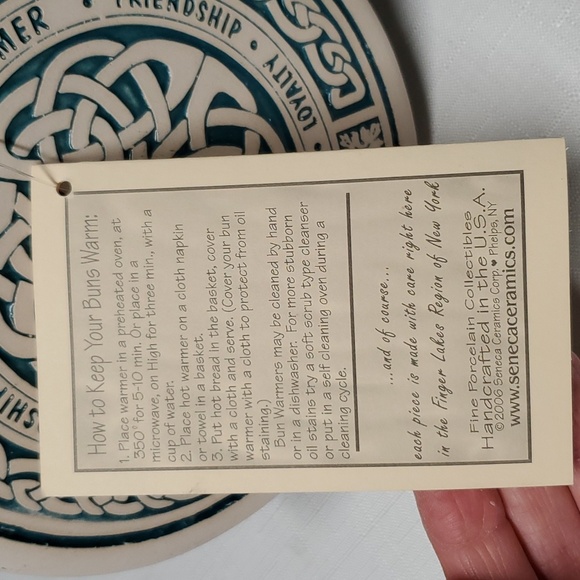 How to Keep Your Buns Warm:
1. Place warmer in a preheated oven, at
350° for 5-10 min. Or place in a
microwave, on High for three min., with a
cup of water.
2. Place hot warmer on a cloth napkin
or towel in a basket.
3. Put hot bread in the basket, cover
with a cloth and serve. (Cover your bun
warmer with a cloth to protect from oil
staining.)
Bun Warmers may be cleaned by hand
or in a dishwasher. For more stubborn
oil stains try a soft scrub type cleanser
or put in a self cleaning oven during a
cleaning cycle.
...and of course...
each piece is made with care right here
in the Finger Lakes Region of New York
Fine Porcelain Collectibles
Handcrafted in the U.S.A.
©2006 Seneca Ceramics Corp. ♥ Phelps, NY
www.senecaceramics.com
MER • FRIENDSHIP • LOYALTY •
SHIP